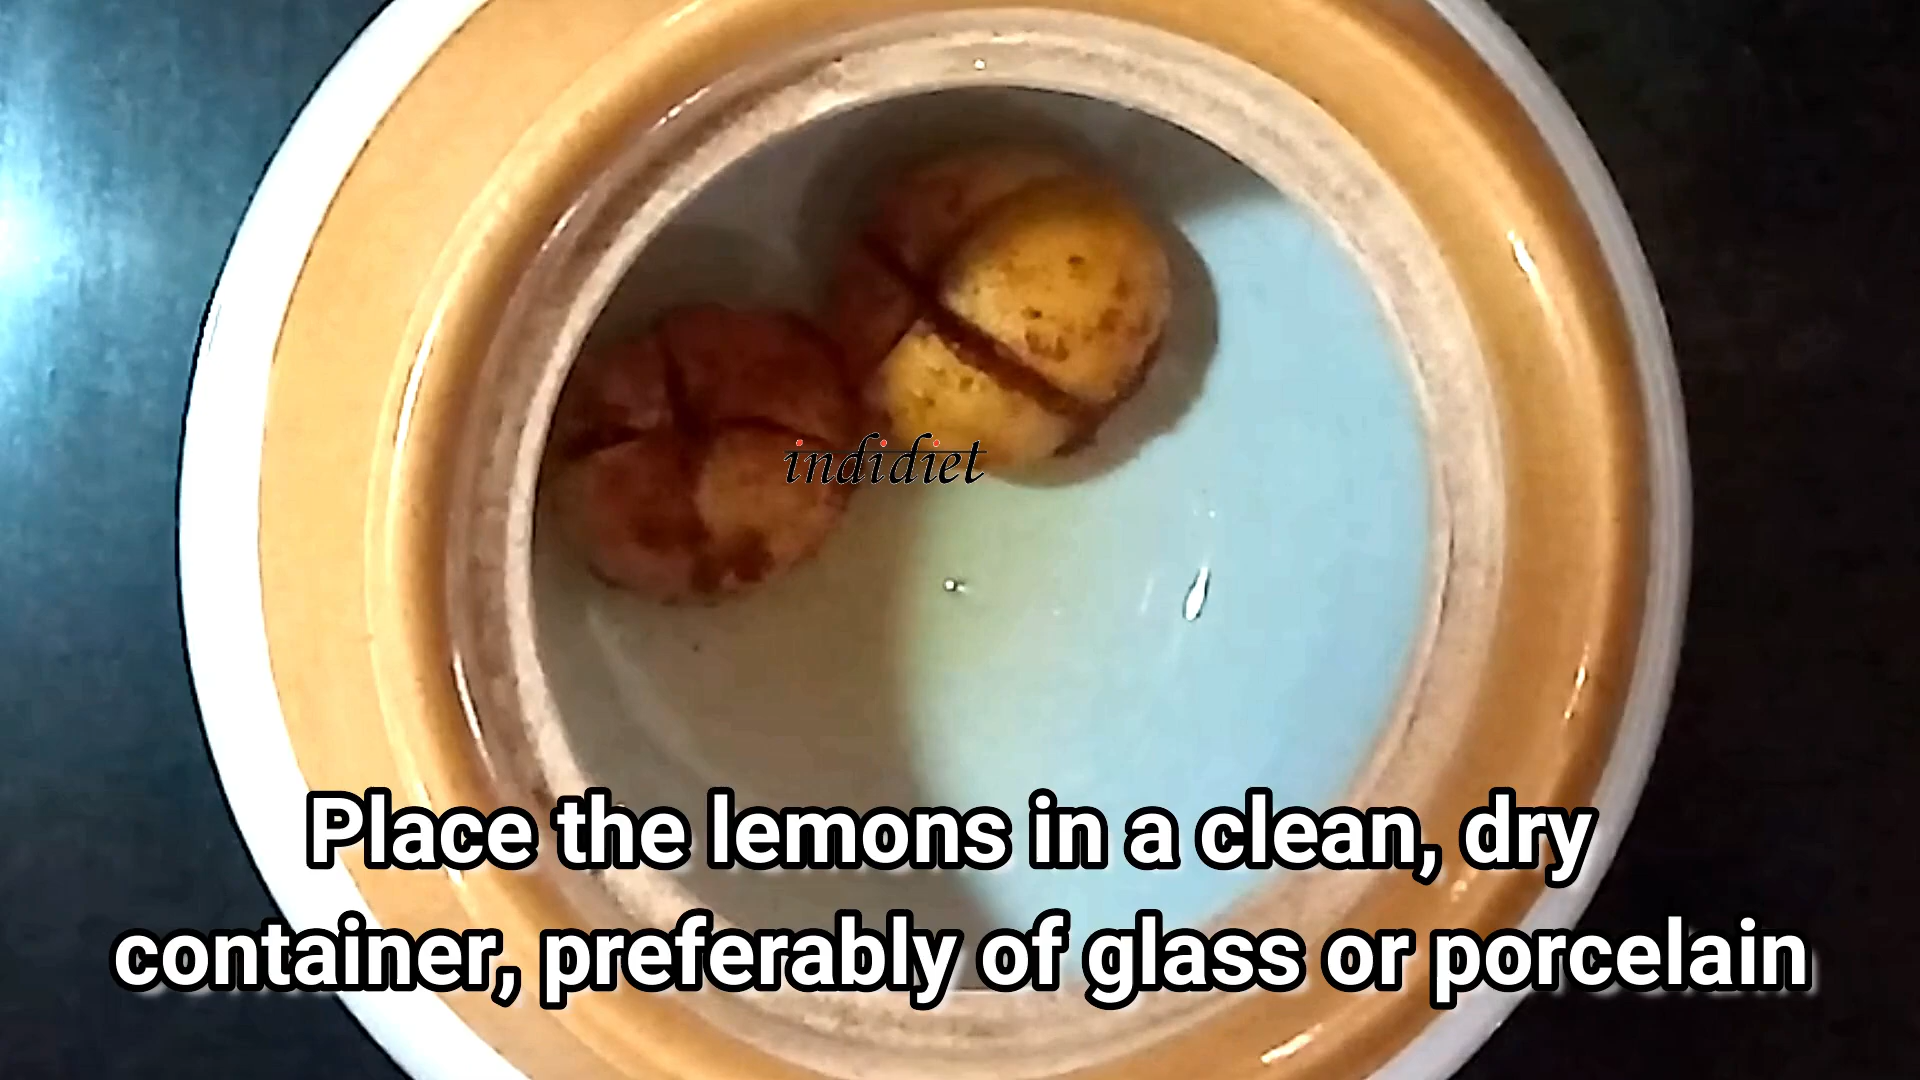 indidiet
Place the lemons in a clean, dry
container, preferably of glass or porcelain